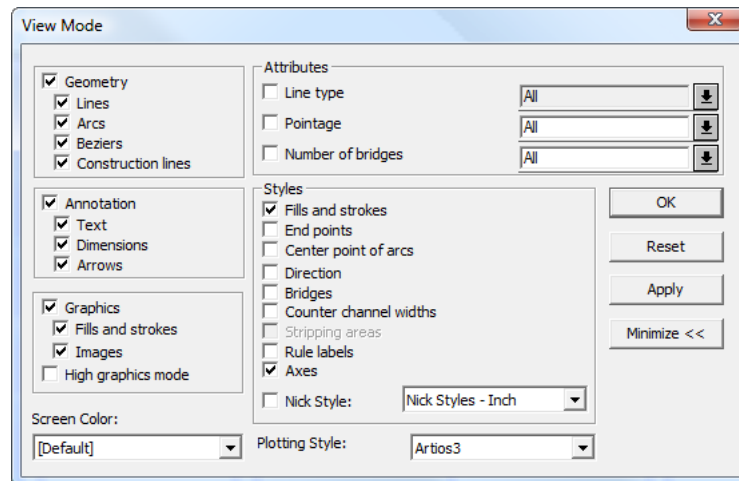 View Mode
Geometry
Lines
Arcs
Beziers
Construction lines
Annotation
Text
Dimensions
Arrows
Graphics
Fills and strokes
Images
High graphics mode
Screen Color:
[Default]
Attributes
Line type All
Pointage All
Number of bridges All
Styles
Fills and strokes
End points
Center point of arcs
Direction
Bridges
Counter channel widths
Stripping areas
Rule labels
Axes
Nick Style: Nick Styles - Inch
Plotting Style: Artios3
OK
Reset
Apply
Minimize <<